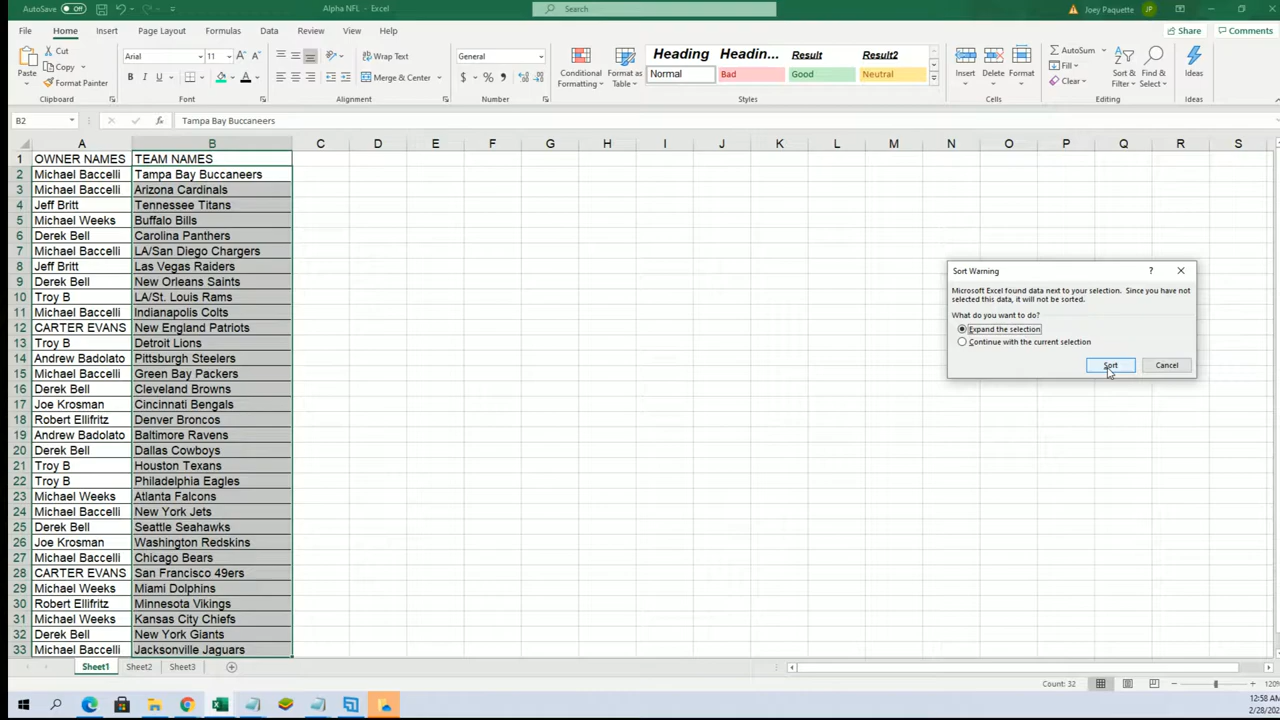 AutoSave Off Alpha NFL - Excel Search Joey Paquette JP
File Home Insert Page Layout Formulas Data Review View Help Share Comments
Paste Cut Copy Format Painter Clipboard
Arial 11 A A B I U A Font
Wrap Text Merge & Center Alignment
General $ % Number
Conditional Formatting Format as Table
Heading Headin... Result Result2
Normal Bad Good Neutral
Styles
Insert Delete Format Cells
AutoSum Fill Clear Sort & Filter Find & Select Editing
Ideas Ideas
B2 fx Tampa Bay Buccaneers
A B C D E F G H I J K L M N O P Q R S
1 OWNER NAMES TEAM NAMES
2 Michael Baccelli Tampa Bay Buccaneers
3 Michael Baccelli Arizona Cardinals
4 Jeff Britt Tennessee Titans
5 Michael Weeks Buffalo Bills
6 Derek Bell Carolina Panthers
7 Michael Baccelli LA/San Diego Chargers
8 Jeff Britt Las Vegas Raiders
9 Derek Bell New Orleans Saints
10 Troy B LA/St. Louis Rams
11 Michael Baccelli Indianapolis Colts
12 CARTER EVANS New England Patriots
13 Troy B Detroit Lions
14 Andrew Badolato Pittsburgh Steelers
15 Michael Baccelli Green Bay Packers
16 Derek Bell Cleveland Browns
17 Joe Krosman Cincinnati Bengals
18 Robert Ellifritz Denver Broncos
19 Andrew Badolato Baltimore Ravens
20 Derek Bell Dallas Cowboys
21 Troy B Houston Texans
22 Troy B Philadelphia Eagles
23 Michael Weeks Atlanta Falcons
24 Michael Baccelli New York Jets
25 Derek Bell Seattle Seahawks
26 Joe Krosman Washington Redskins
27 Michael Baccelli Chicago Bears
28 CARTER EVANS San Francisco 49ers
29 Michael Weeks Miami Dolphins
30 Robert Ellifritz Minnesota Vikings
31 Michael Weeks Kansas City Chiefs
32 Derek Bell New York Giants
33 Michael Baccelli Jacksonville Jaguars
Sort Warning ?
Microsoft Excel found data next to your selection. Since you have not
selected this data, it will not be sorted.
What do you want to do?
Expand the selection
Continue with the current selection
Sort Cancel
Sheet1 Sheet2 Sheet3
Count: 32 120%
12:58 AM